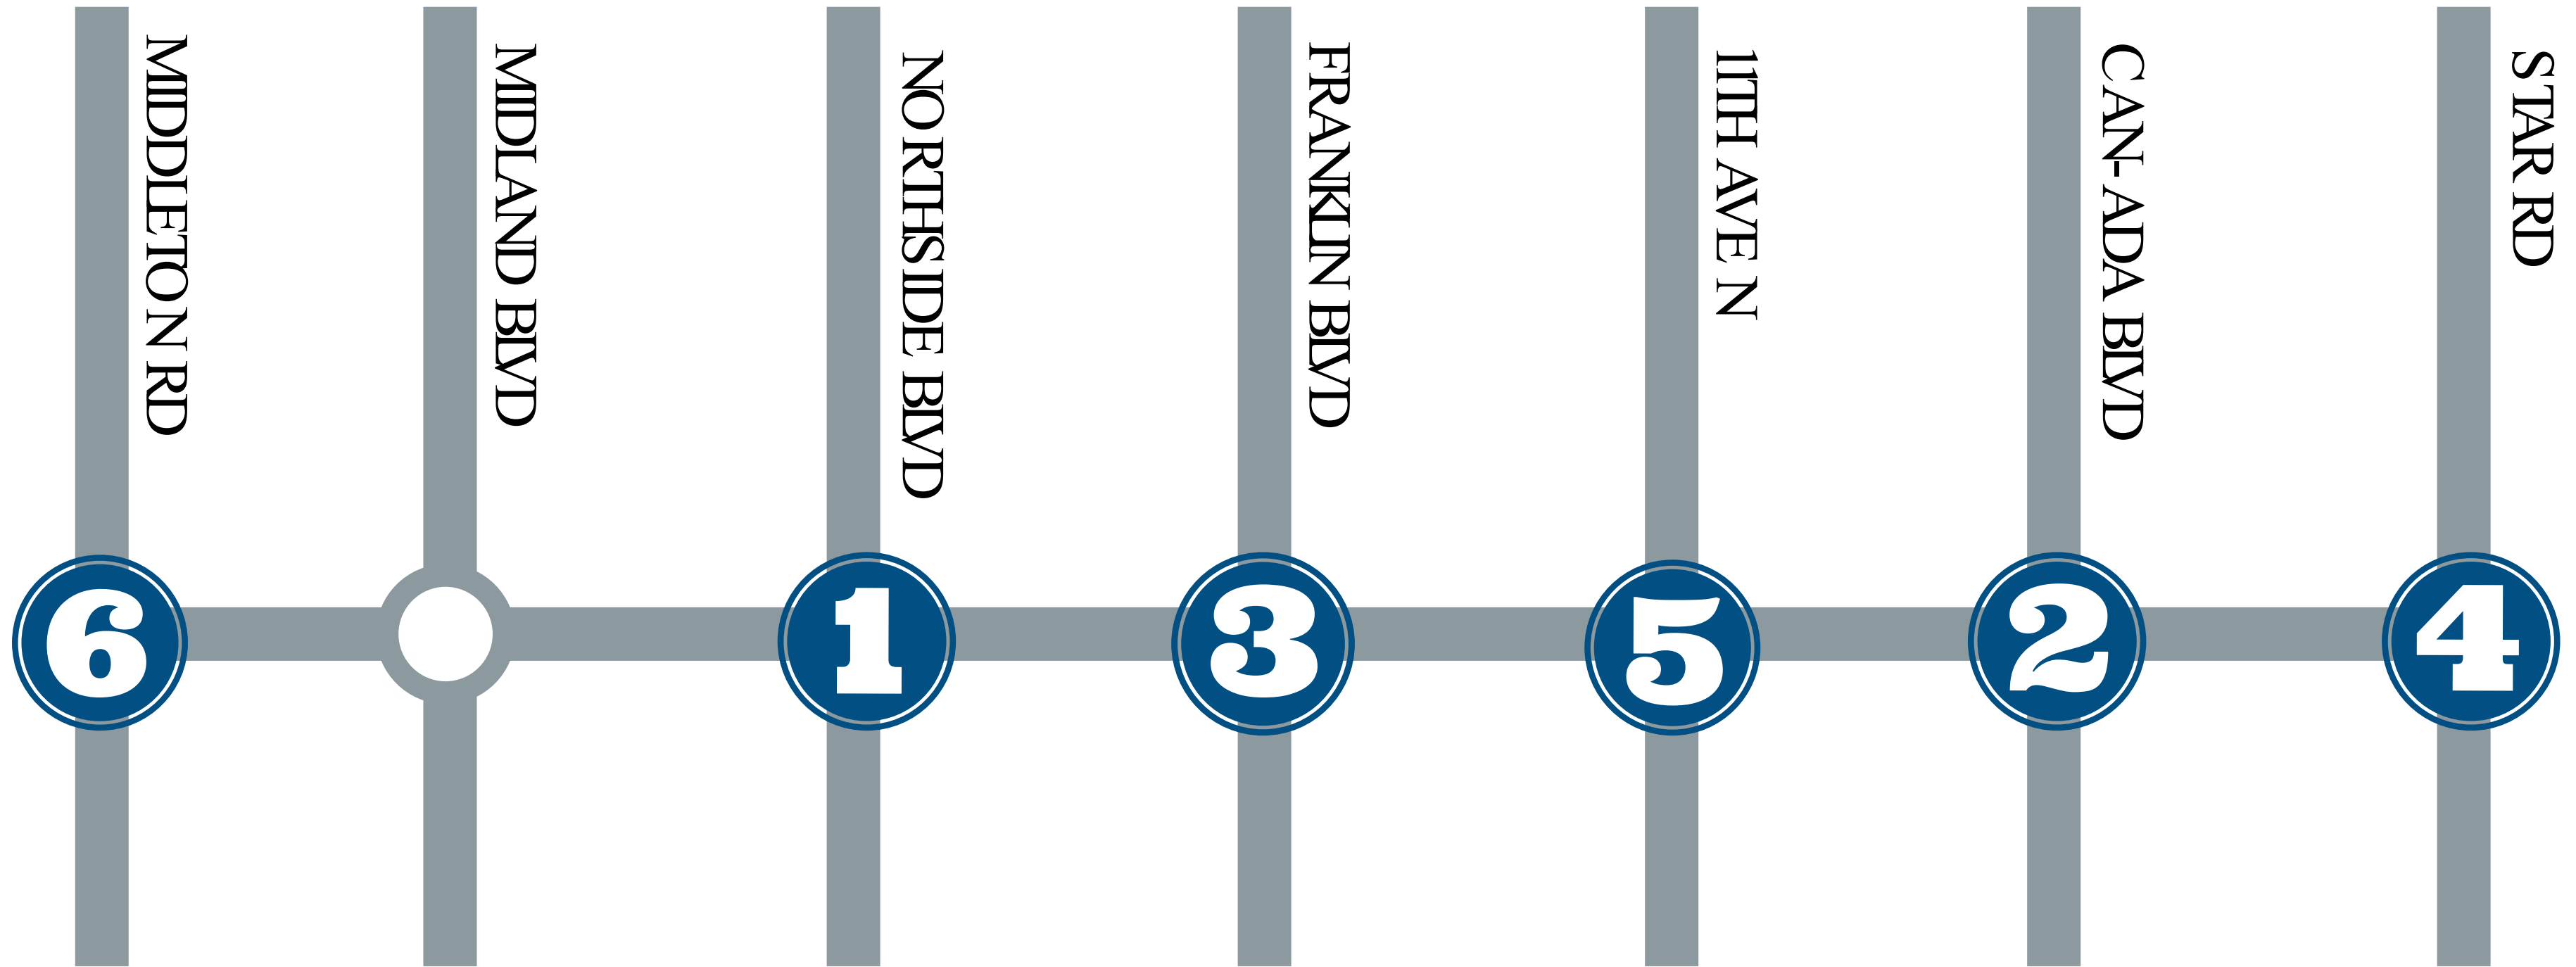 MIDDLETON RD
MIDLAND BLVD
NORTHSIDE BLVD
FRANKLIN BLVD
11TH AVE N
CAN-ADA BLVD
STAR RD
6
1
3
5
2
4